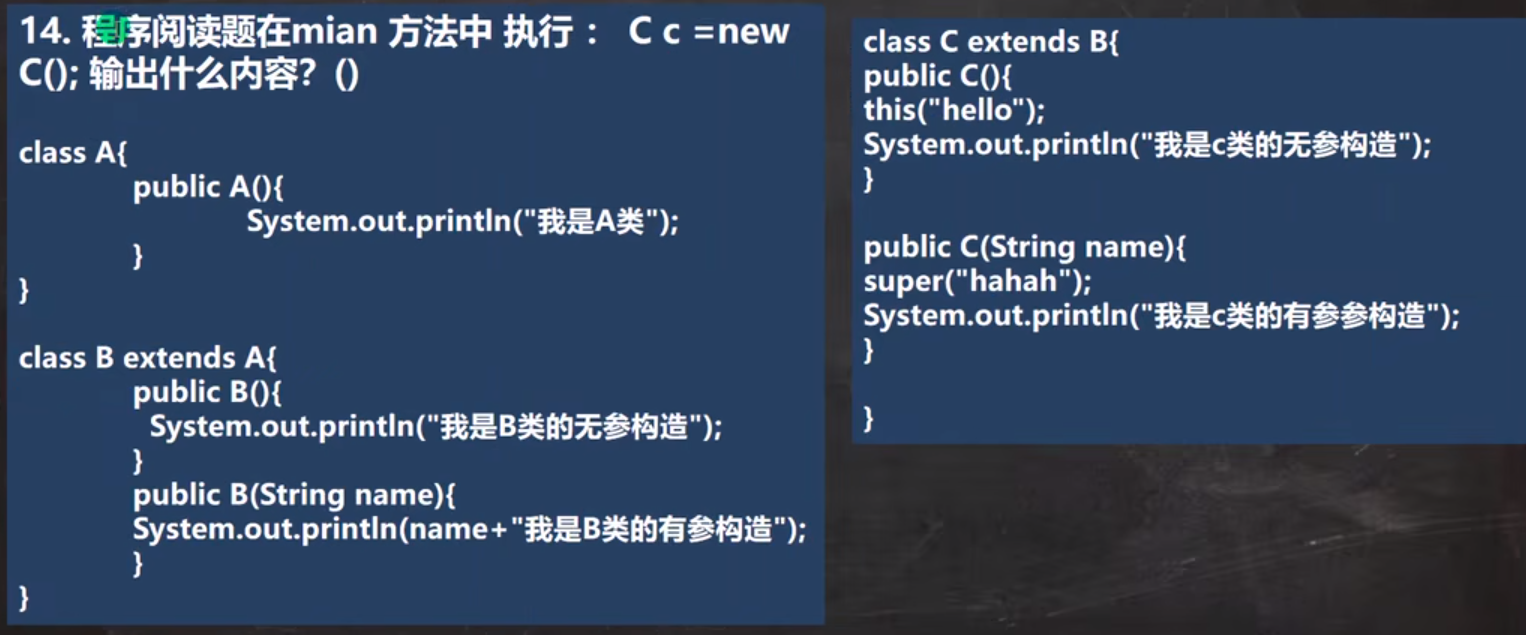 14. 程序阅读题在mian 方法中 执行 :   C c =new
C(); 输出什么内容? ()
class A{
public A(){
System.out.println("我是A类");
}
}
class B extends A{
public B(){
System.out.println("我是B类的无参构造");
}
public B(String name){
System.out.println(name+"我是B类的有参构造");
}
}
class C extends B{
public C(){
this("hello");
System.out.println("我是c类的无参构造");
}
public C(String name){
super("hahah");
System.out.println("我是c类的有参参构造");
}
}